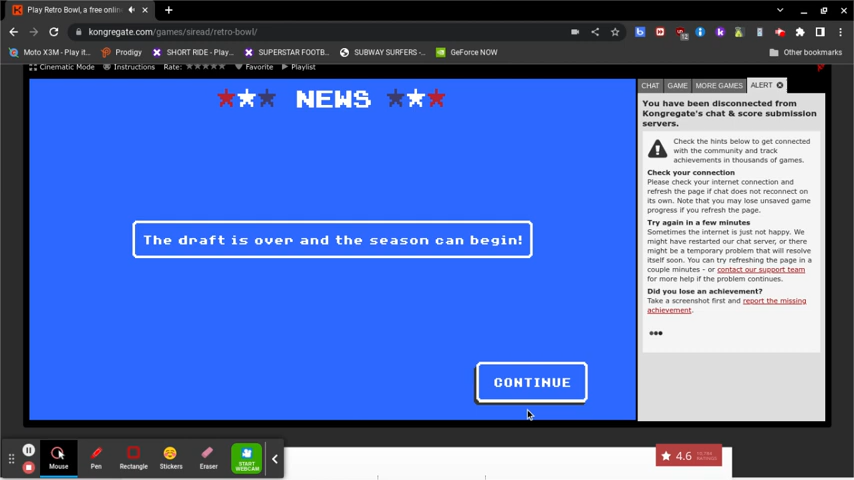 Play Retro Bowl, a free onlin
kongregate.com/games/siread/retro-bowl/
Moto X3M - Play it... Prodigy SHORT RIDE - Play... SUPERSTAR FOOTB... SUBWAY SURFERS -... GeForce NOW Other bookmarks
Cinematic Mode Instructions Rate: Favorite Playlist
NEWS
The draft is over and the season can begin!
CONTINUE
CHAT GAME MORE GAMES ALERT
You have been disconnected from
Kongregate's chat & score submission
servers.
Check the hints below to get connected
with the community and track
achievements in thousands of games.
Check your connection
Please check your internet connection and
refresh the page if chat does not reconnect on
its own. Note that you may lose unsaved game
progress if you refresh the page.
Try again in a few minutes
Sometimes the internet is just not happy. We
might have restarted our chat server, or there
might be a temporary problem that will resolve
itself soon. You can try refreshing the page in a
couple minutes - or contact our support team
for more help if the problem continues.
Did you lose an achievement?
Take a screenshot first and report the missing
achievement.
Mouse Pen Rectangle Stickers Eraser
START
WEBCAM
4.6